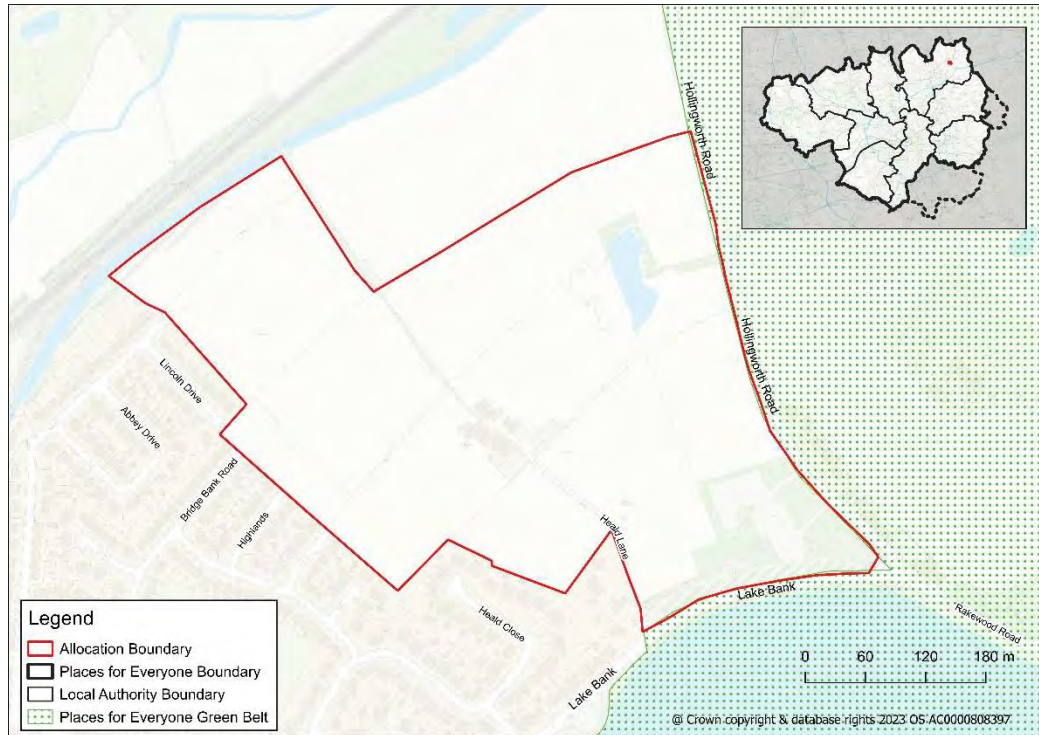 Hollingworth Road
Hollingworth Road
Lincoln Drive
Abbey Drive
Bridge Bank Road
Highlands
Heald Lane
Heald Close
Lake Bank
Lake Bank
Rakewood Road
Legend
Allocation Boundary
Places for Everyone Boundary
Local Authority Boundary
Places for Everyone Green Belt
0 60 120 180 m
@ Crown copyright & database rights 2023 OS AC0000808397